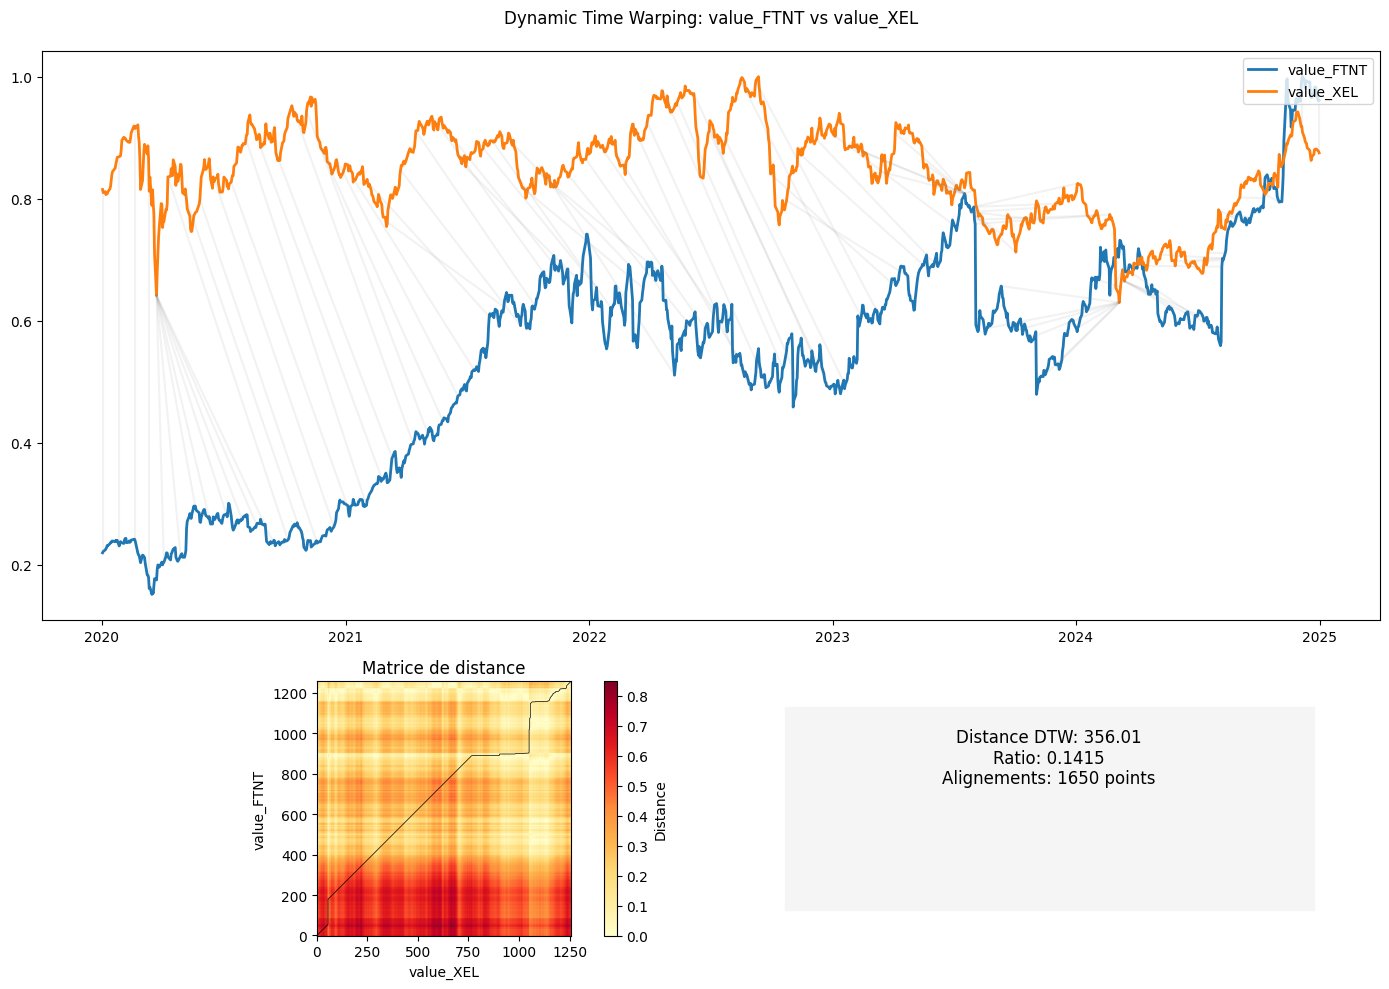 Dynamic Time Warping: value_FTNT vs value_XEL
1.0
0.8
0.6
0.4
0.2
value_FTNT
value_XEL
2020 2021 2022 2023 2024 2025
Matrice de distance
1200
1000
800
600
400
200
0
value_FTNT
0 250 500 750 1000 1250
value_XEL
0.8
0.7
0.6
0.5
0.4
0.3
0.2
0.1
0.0
Distance
Distance DTW: 356.01
Ratio: 0.1415
Alignements: 1650 points